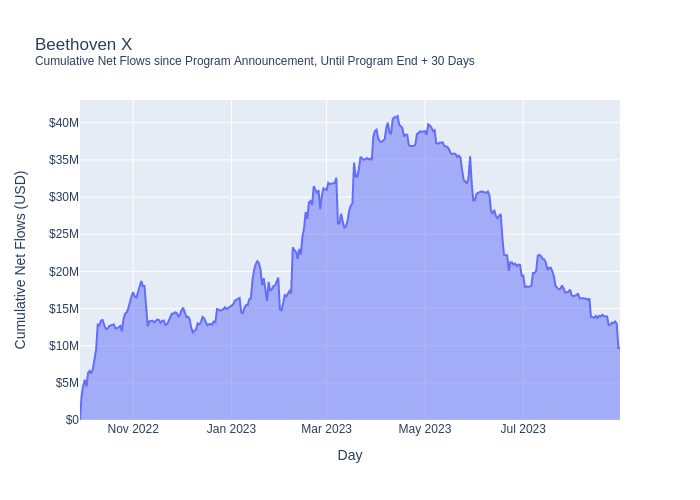 Beethoven X
Cumulative Net Flows since Program Announcement, Until Program End + 30 Days
Cumulative Net Flows (USD)
$40M
$35M
$30M
$25M
$20M
$15M
$10M
$5M
$0
Nov 2022 Jan 2023 Mar 2023 May 2023 Jul 2023
Day